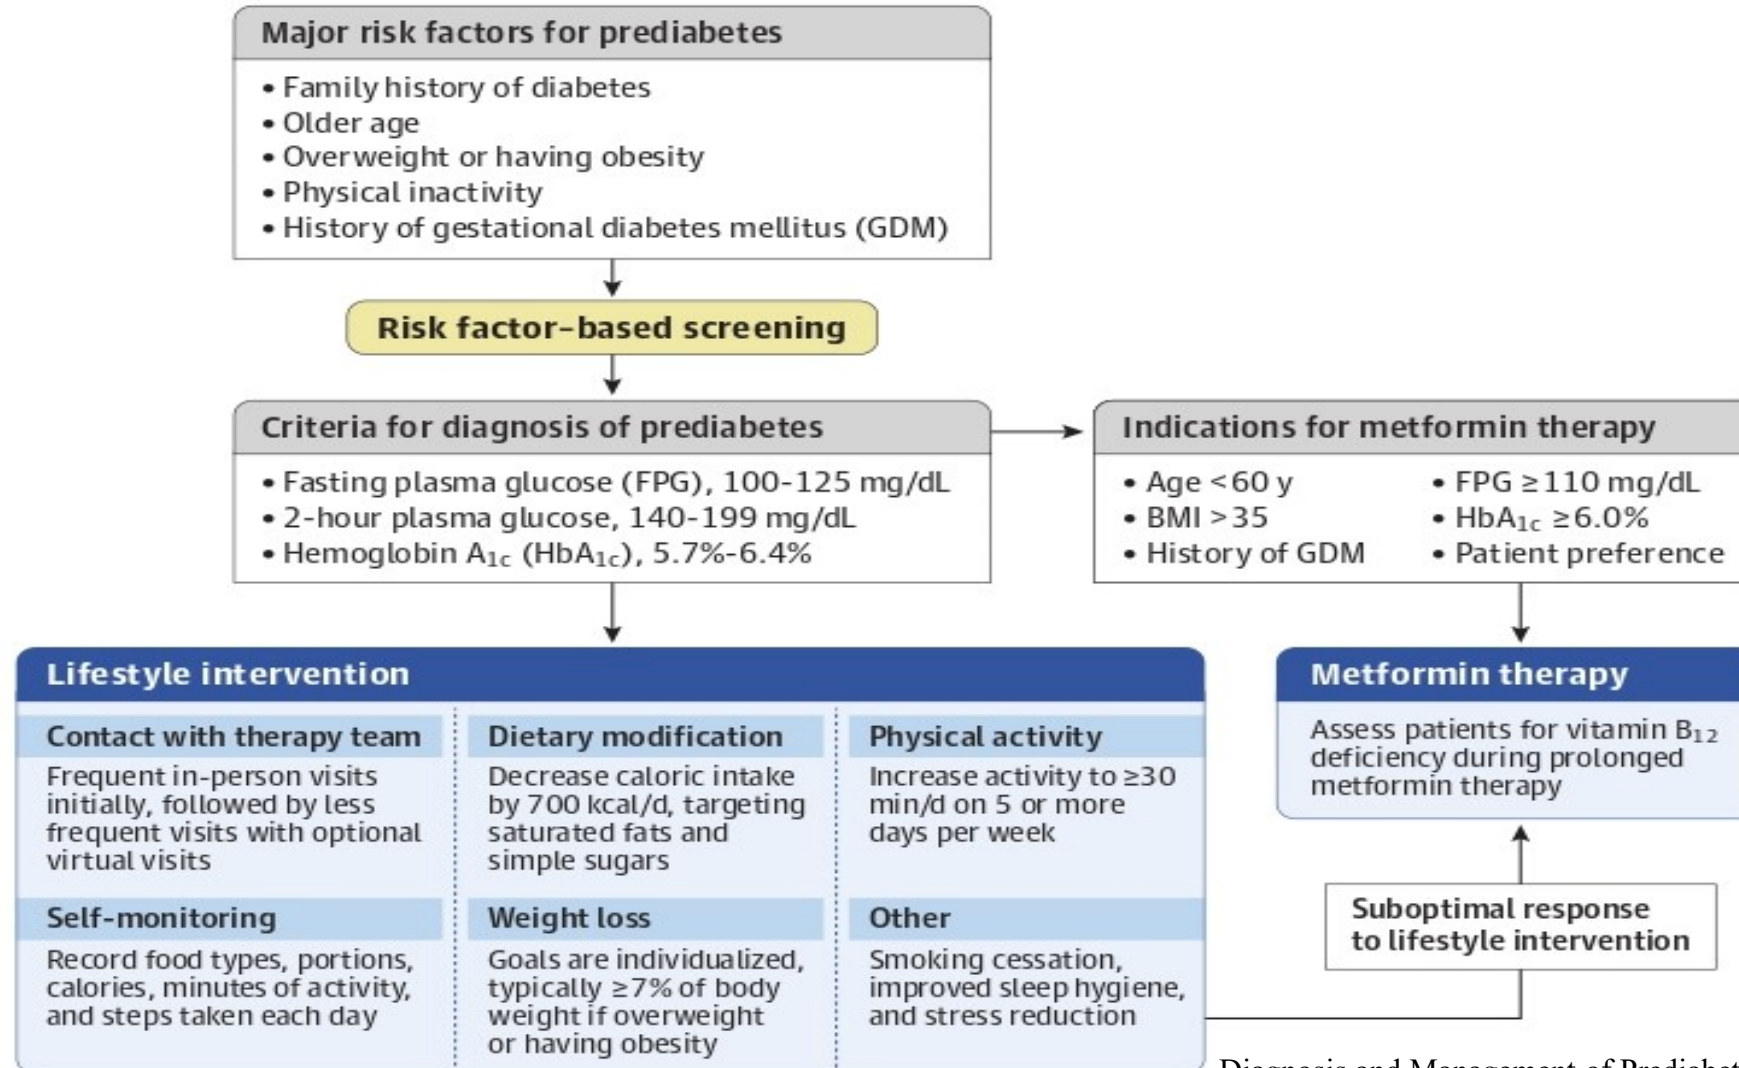 Major risk factors for prediabetes
• Family history of diabetes
• Older age
• Overweight or having obesity
• Physical inactivity
• History of gestational diabetes mellitus (GDM)
Risk factor–based screening
Criteria for diagnosis of prediabetes
• Fasting plasma glucose (FPG), 100-125 mg/dL
• 2-hour plasma glucose, 140-199 mg/dL
• Hemoglobin A1c (HbA1c), 5.7%-6.4%
Indications for metformin therapy
• Age <60 y
• BMI >35
• History of GDM
• FPG ≥110 mg/dL
• HbA1c ≥6.0%
• Patient preference
Lifestyle intervention
Contact with therapy team
Frequent in-person visits
initially, followed by less
frequent visits with optional
virtual visits
Dietary modification
Decrease caloric intake
by 700 kcal/d, targeting
saturated fats and
simple sugars
Physical activity
Increase activity to ≥30
min/d on 5 or more
days per week
Self-monitoring
Record food types, portions,
calories, minutes of activity,
and steps taken each day
Weight loss
Goals are individualized,
typically ≥7% of body
weight if overweight
or having obesity
Other
Smoking cessation,
improved sleep hygiene,
and stress reduction
Metformin therapy
Assess patients for vitamin B12
deficiency during prolonged
metformin therapy
Suboptimal response
to lifestyle intervention
Diagnosis and Management of